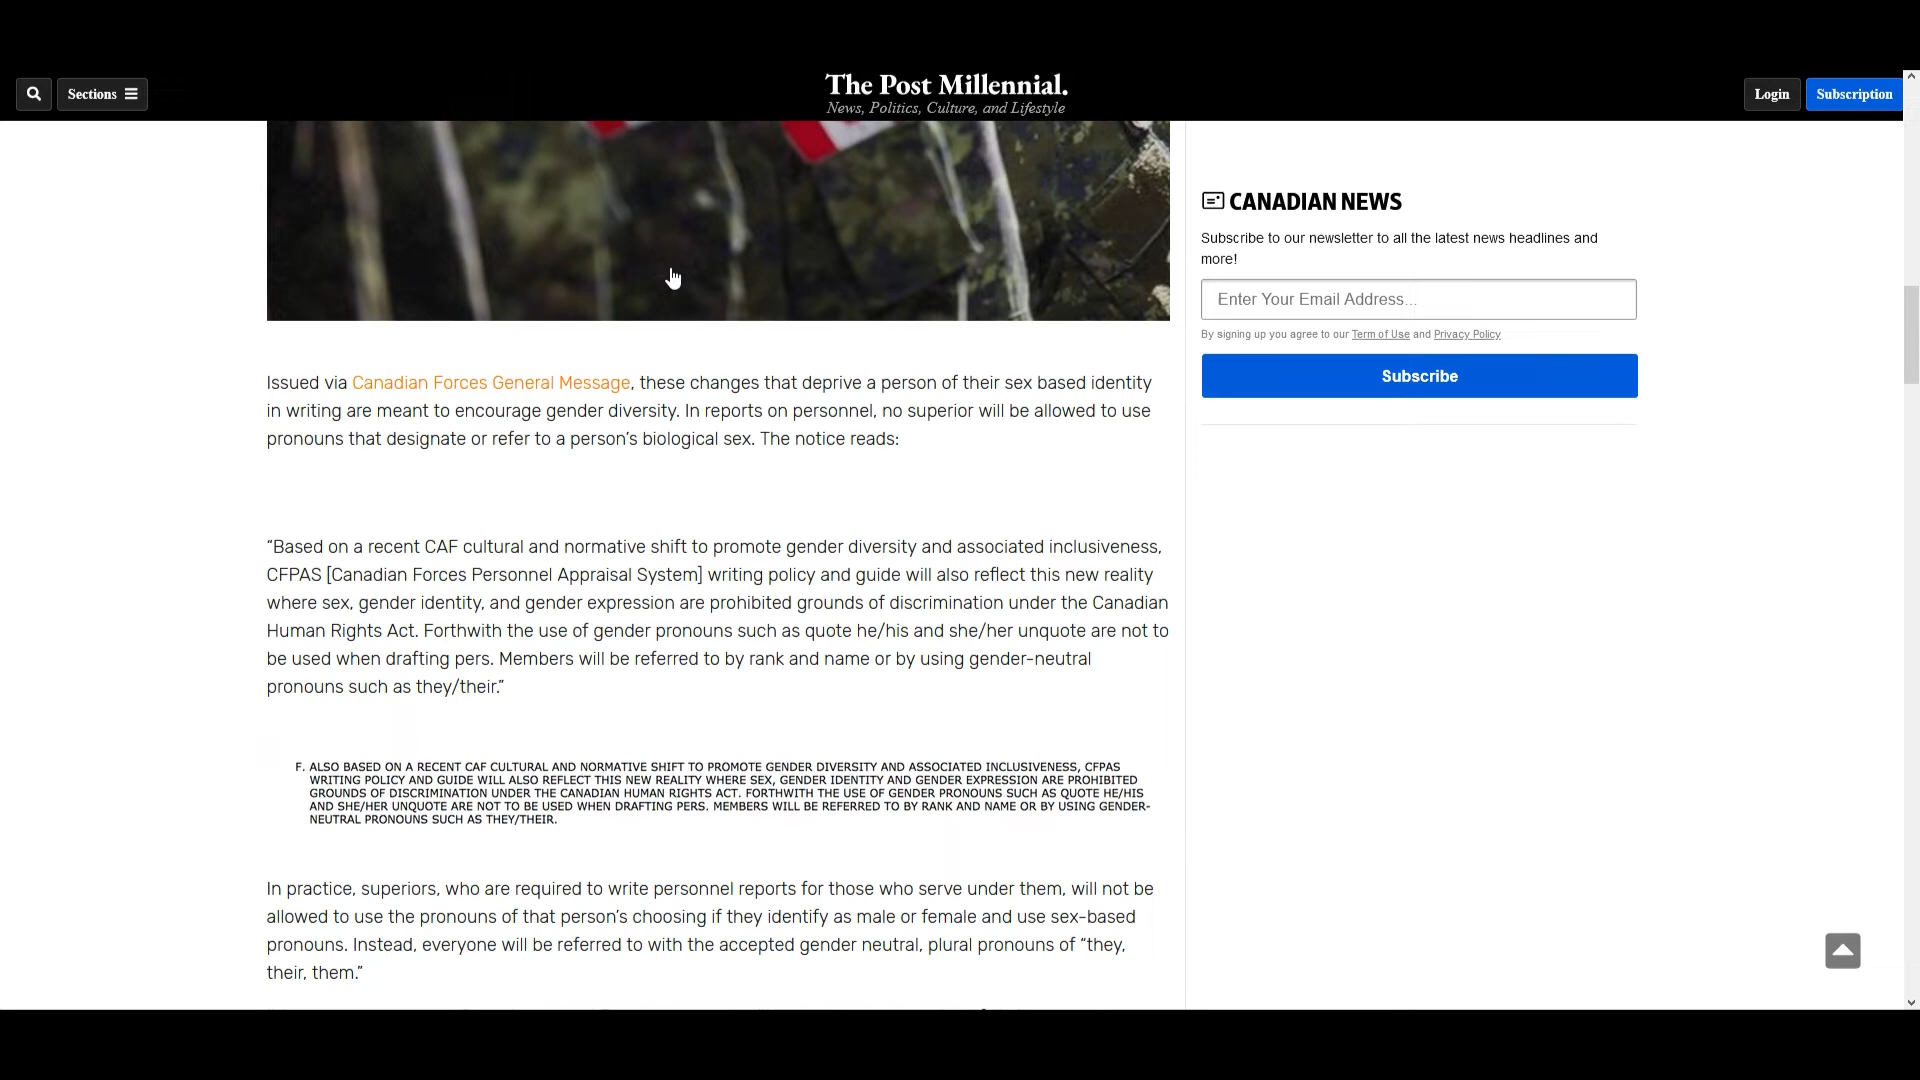 Sections
The Post Millennial.
News, Politics, Culture, and Lifestyle
Login
Subscription
Issued via Canadian Forces General Message, these changes that deprive a person of their sex based identity
in writing are meant to encourage gender diversity. In reports on personnel, no superior will be allowed to use
pronouns that designate or refer to a person's biological sex. The notice reads:
“Based on a recent CAF cultural and normative shift to promote gender diversity and associated inclusiveness,
CFPAS [Canadian Forces Personnel Appraisal System] writing policy and guide will also reflect this new reality
where sex, gender identity, and gender expression are prohibited grounds of discrimination under the Canadian
Human Rights Act. Forthwith the use of gender pronouns such as quote he/his and she/her unquote are not to
be used when drafting pers. Members will be referred to by rank and name or by using gender-neutral
pronouns such as they/their.”
F. ALSO BASED ON A RECENT CAF CULTURAL AND NORMATIVE SHIFT TO PROMOTE GENDER DIVERSITY AND ASSOCIATED INCLUSIVENESS, CFPAS
WRITING POLICY AND GUIDE WILL ALSO REFLECT THIS NEW REALITY WHERE SEX, GENDER IDENTITY AND GENDER EXPRESSION ARE PROHIBITED
GROUNDS OF DISCRIMINATION UNDER THE CANADIAN HUMAN RIGHTS ACT. FORTHWITH THE USE OF GENDER PRONOUNS SUCH AS QUOTE HE/HIS
AND SHE/HER UNQUOTE ARE NOT TO BE USED WHEN DRAFTING PERS. MEMBERS WILL BE REFERRED TO BY RANK AND NAME OR BY USING GENDER-
NEUTRAL PRONOUNS SUCH AS THEY/THEIR.
In practice, superiors, who are required to write personnel reports for those who serve under them, will not be
allowed to use the pronouns of that person's choosing if they identify as male or female and use sex-based
pronouns. Instead, everyone will be referred to with the accepted gender neutral, plural pronouns of “they,
their, them.”
CANADIAN NEWS
Subscribe to our newsletter to all the latest news headlines and
more!
Enter Your Email Address...
By signing up you agree to our Term of Use and Privacy Policy
Subscribe